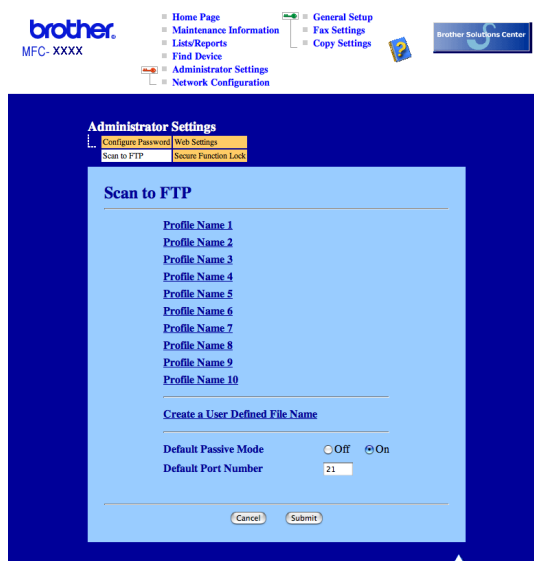 brother.
MFC- XXXX
Home Page
Maintenance Information
Lists/Reports
Find Device
Administrator Settings
Network Configuration
General Setup
Fax Settings
Copy Settings
?
Brother Solutions Center
Administrator Settings
Configure Password Web Settings
Scan to FTP Secure Function Lock
Scan to FTP
Profile Name 1
Profile Name 2
Profile Name 3
Profile Name 4
Profile Name 5
Profile Name 6
Profile Name 7
Profile Name 8
Profile Name 9
Profile Name 10
Create a User Defined File Name
Default Passive Mode Off On
Default Port Number 21
Cancel Submit